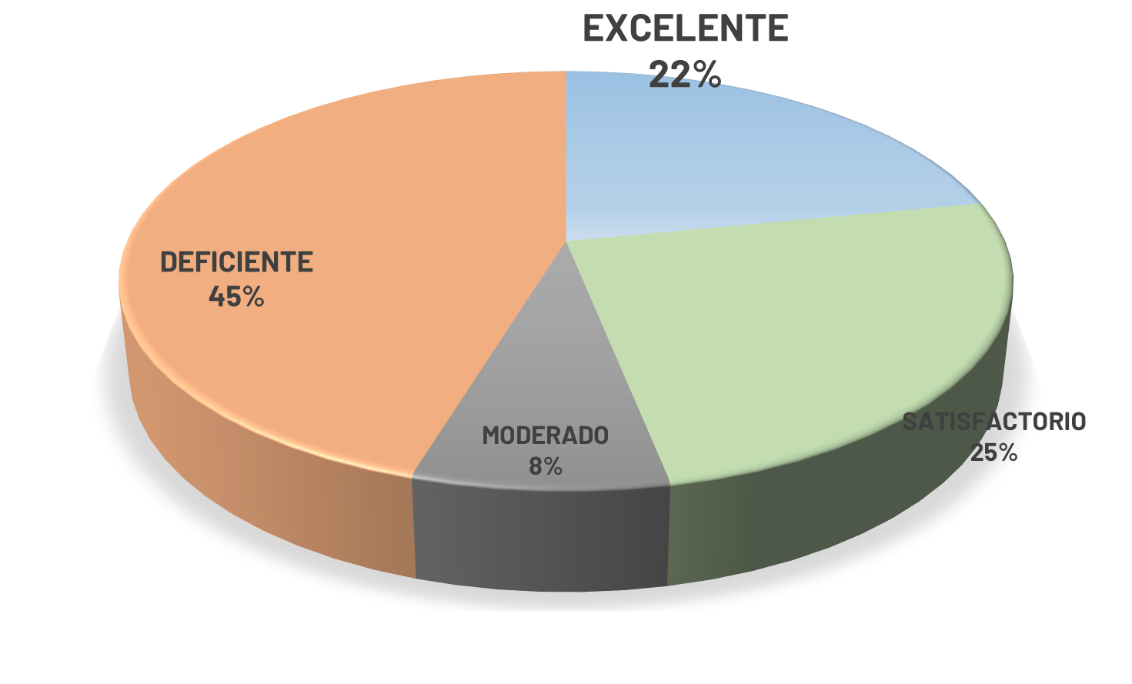 EXCELENTE
22%
DEFICIENTE
45%
MODERADO
8%
SATISFACTORIO
25%